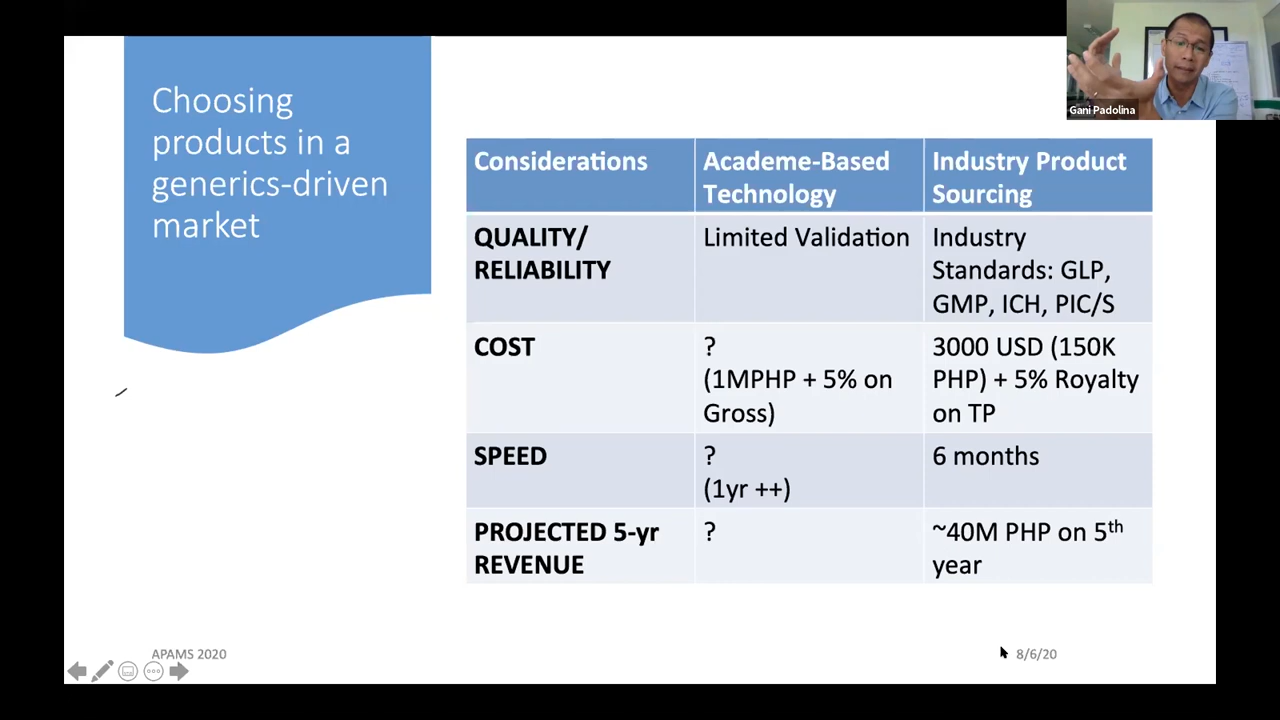 Choosing
products in a
generics-driven
market
Gani Padolina
Considerations
Academe-Based
Technology
Industry Product
Sourcing
QUALITY/
RELIABILITY
Limited Validation
Industry
Standards: GLP,
GMP, ICH, PIC/S
COST
?
(1MPHP + 5% on
Gross)
3000 USD (150K
PHP) + 5% Royalty
on TP
SPEED
?
(1yr ++)
6 months
PROJECTED 5-yr
REVENUE
?
~40M PHP on 5th
year
APAMS 2020
8/6/20